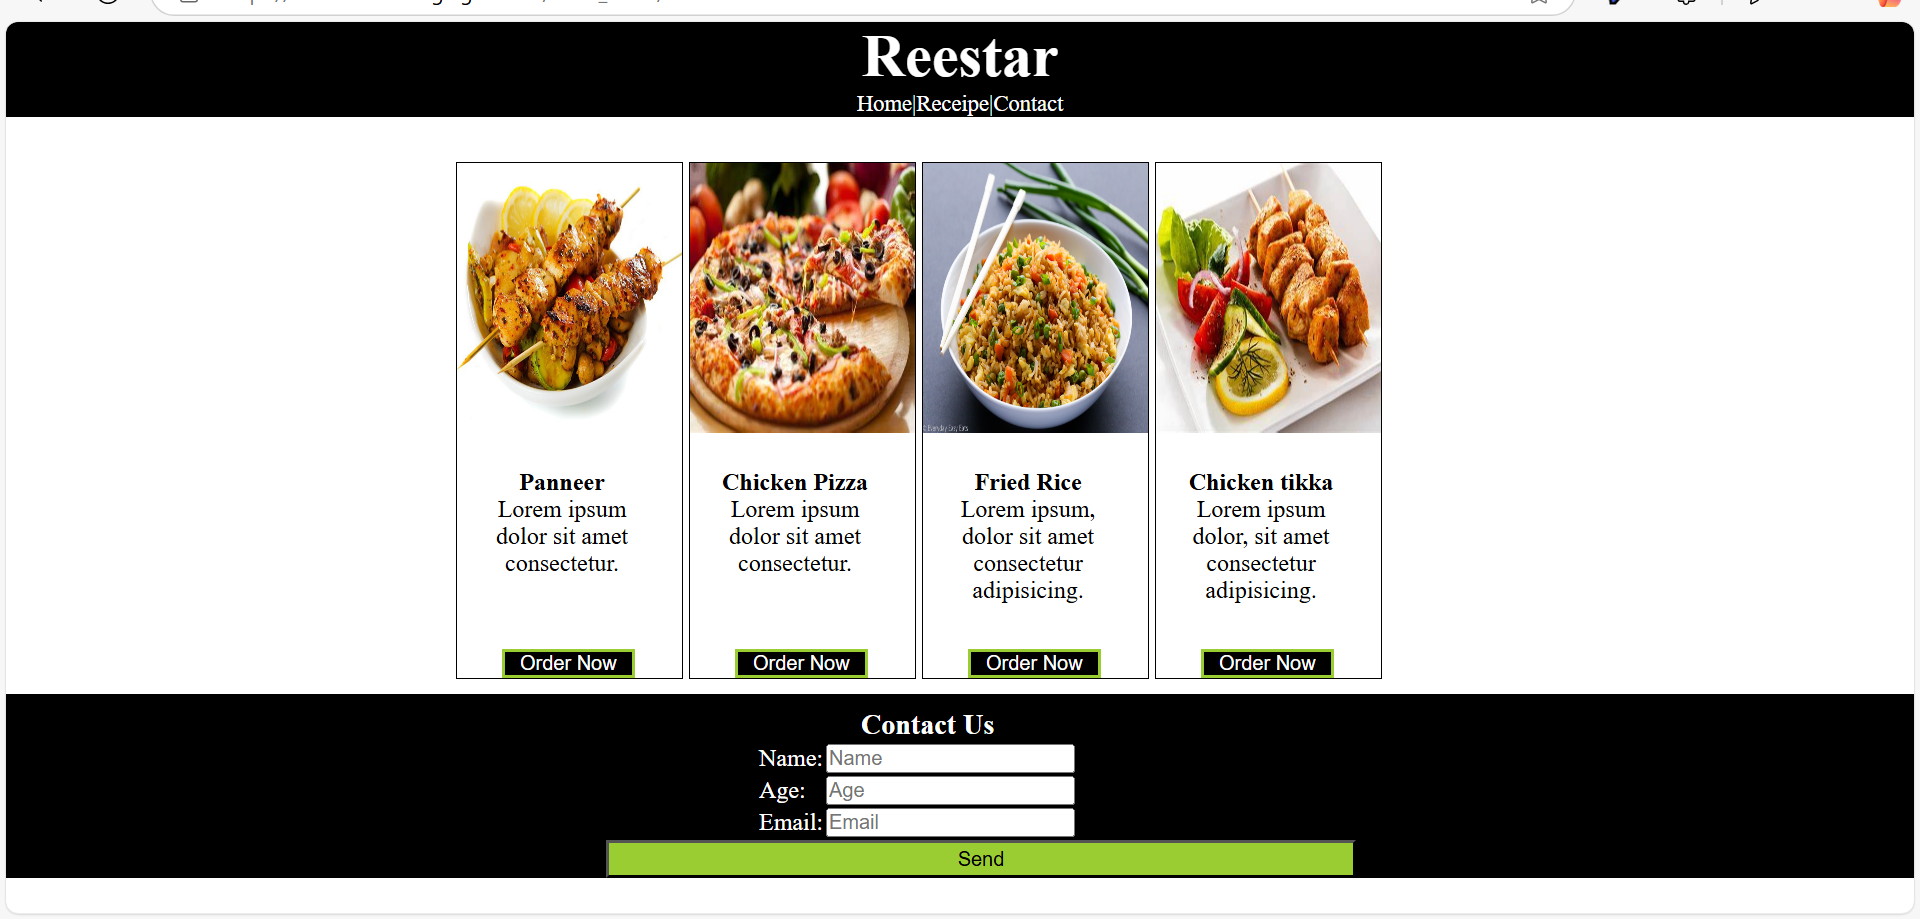 Reestar
Home|Receipe|Contact
Panneer
Lorem ipsum
dolor sit amet
consectetur.
Order Now
Chicken Pizza
Lorem ipsum
dolor sit amet
consectetur.
Order Now
Fried Rice
Lorem ipsum,
dolor sit amet
consectetur
adipisicing.
Order Now
Chicken tikka
Lorem ipsum
dolor, sit amet
consectetur
adipisicing.
Order Now
Contact Us
Name: Name
Age: Age
Email: Email
Send